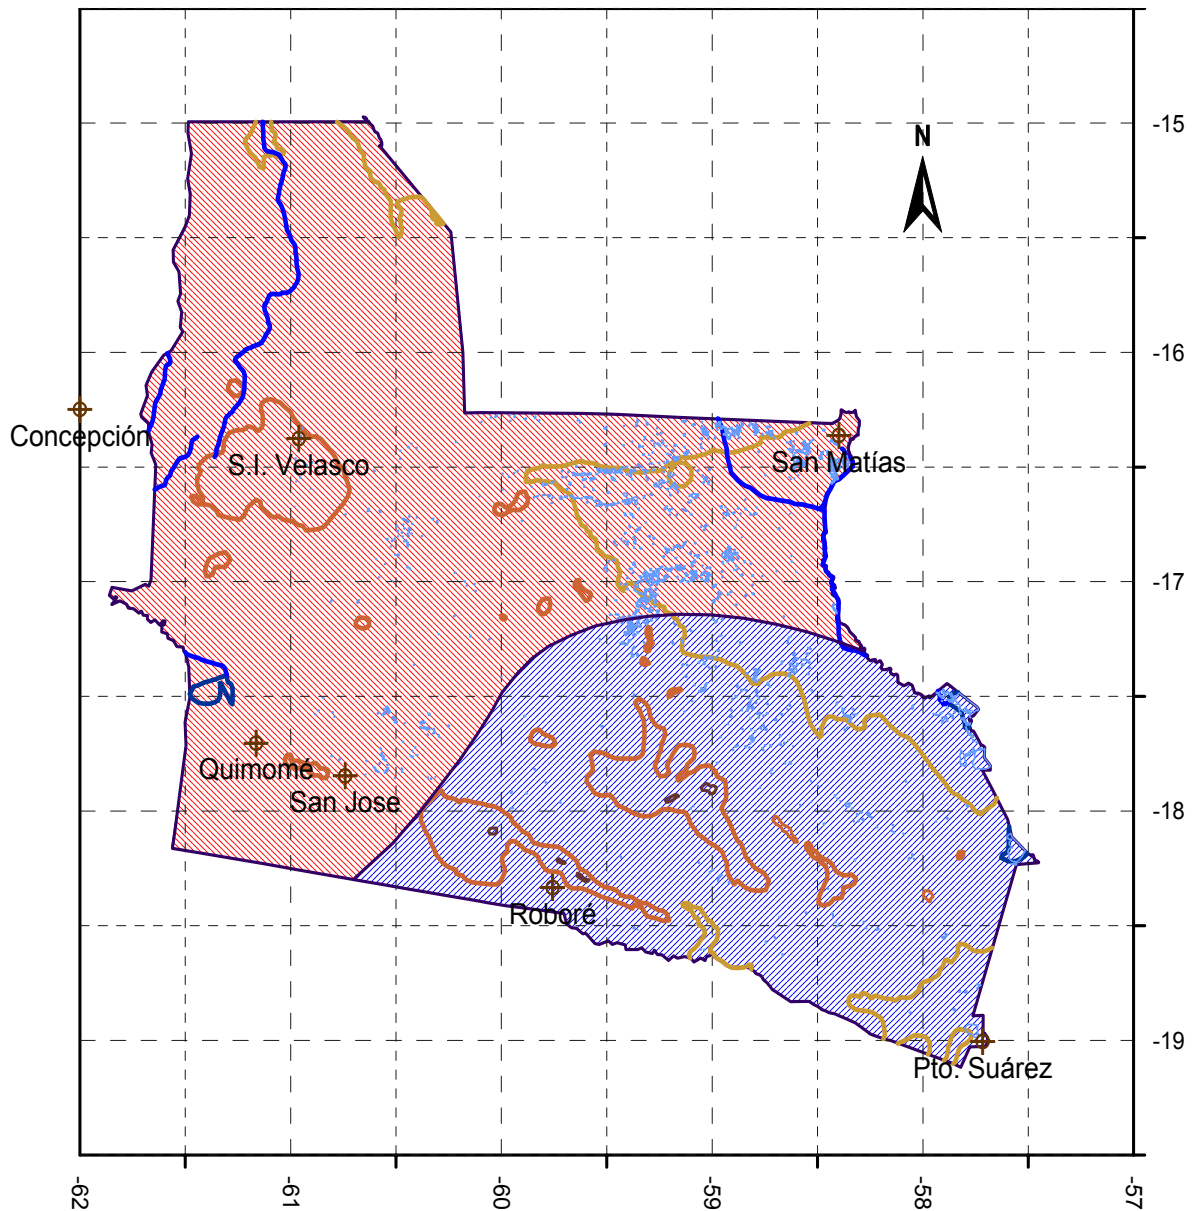 N
-15
-16
Concepción
S.I. Velasco
San Matías
-17
Quimomé
San Jose
-18
Roboré
-19
Pto. Suárez
-62
-61
-60
-59
-58
-57